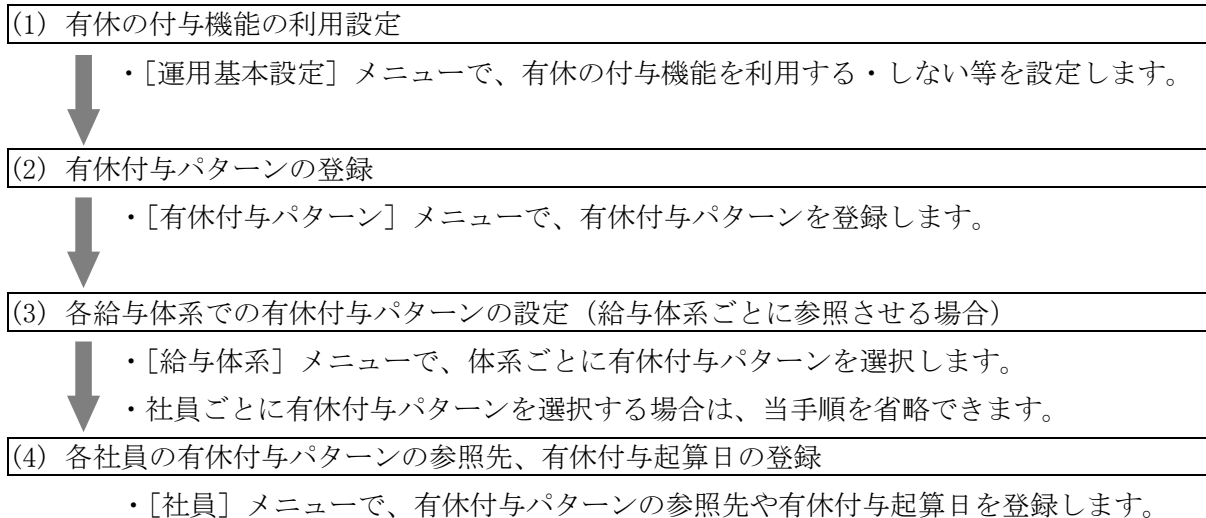 (1) 有休の付与機能の利用設定
・［運用基本設定］メニューで、有休の付与機能を利用する・しない等を設定します。
(2) 有休付与パターンの登録
・［有休付与パターン］メニューで、有休付与パターンを登録します。
(3) 各給与体系での有休付与パターンの設定（給与体系ごとに参照させる場合）
・［給与体系］メニューで、体系ごとに有休付与パターンを選択します。
・社員ごとに有休付与パターンを選択する場合は、当手順を省略できます。
(4) 各社員の有休付与パターンの参照先、有休付与起算日の登録
・［社員］メニューで、有休付与パターンの参照先や有休付与起算日を登録します。